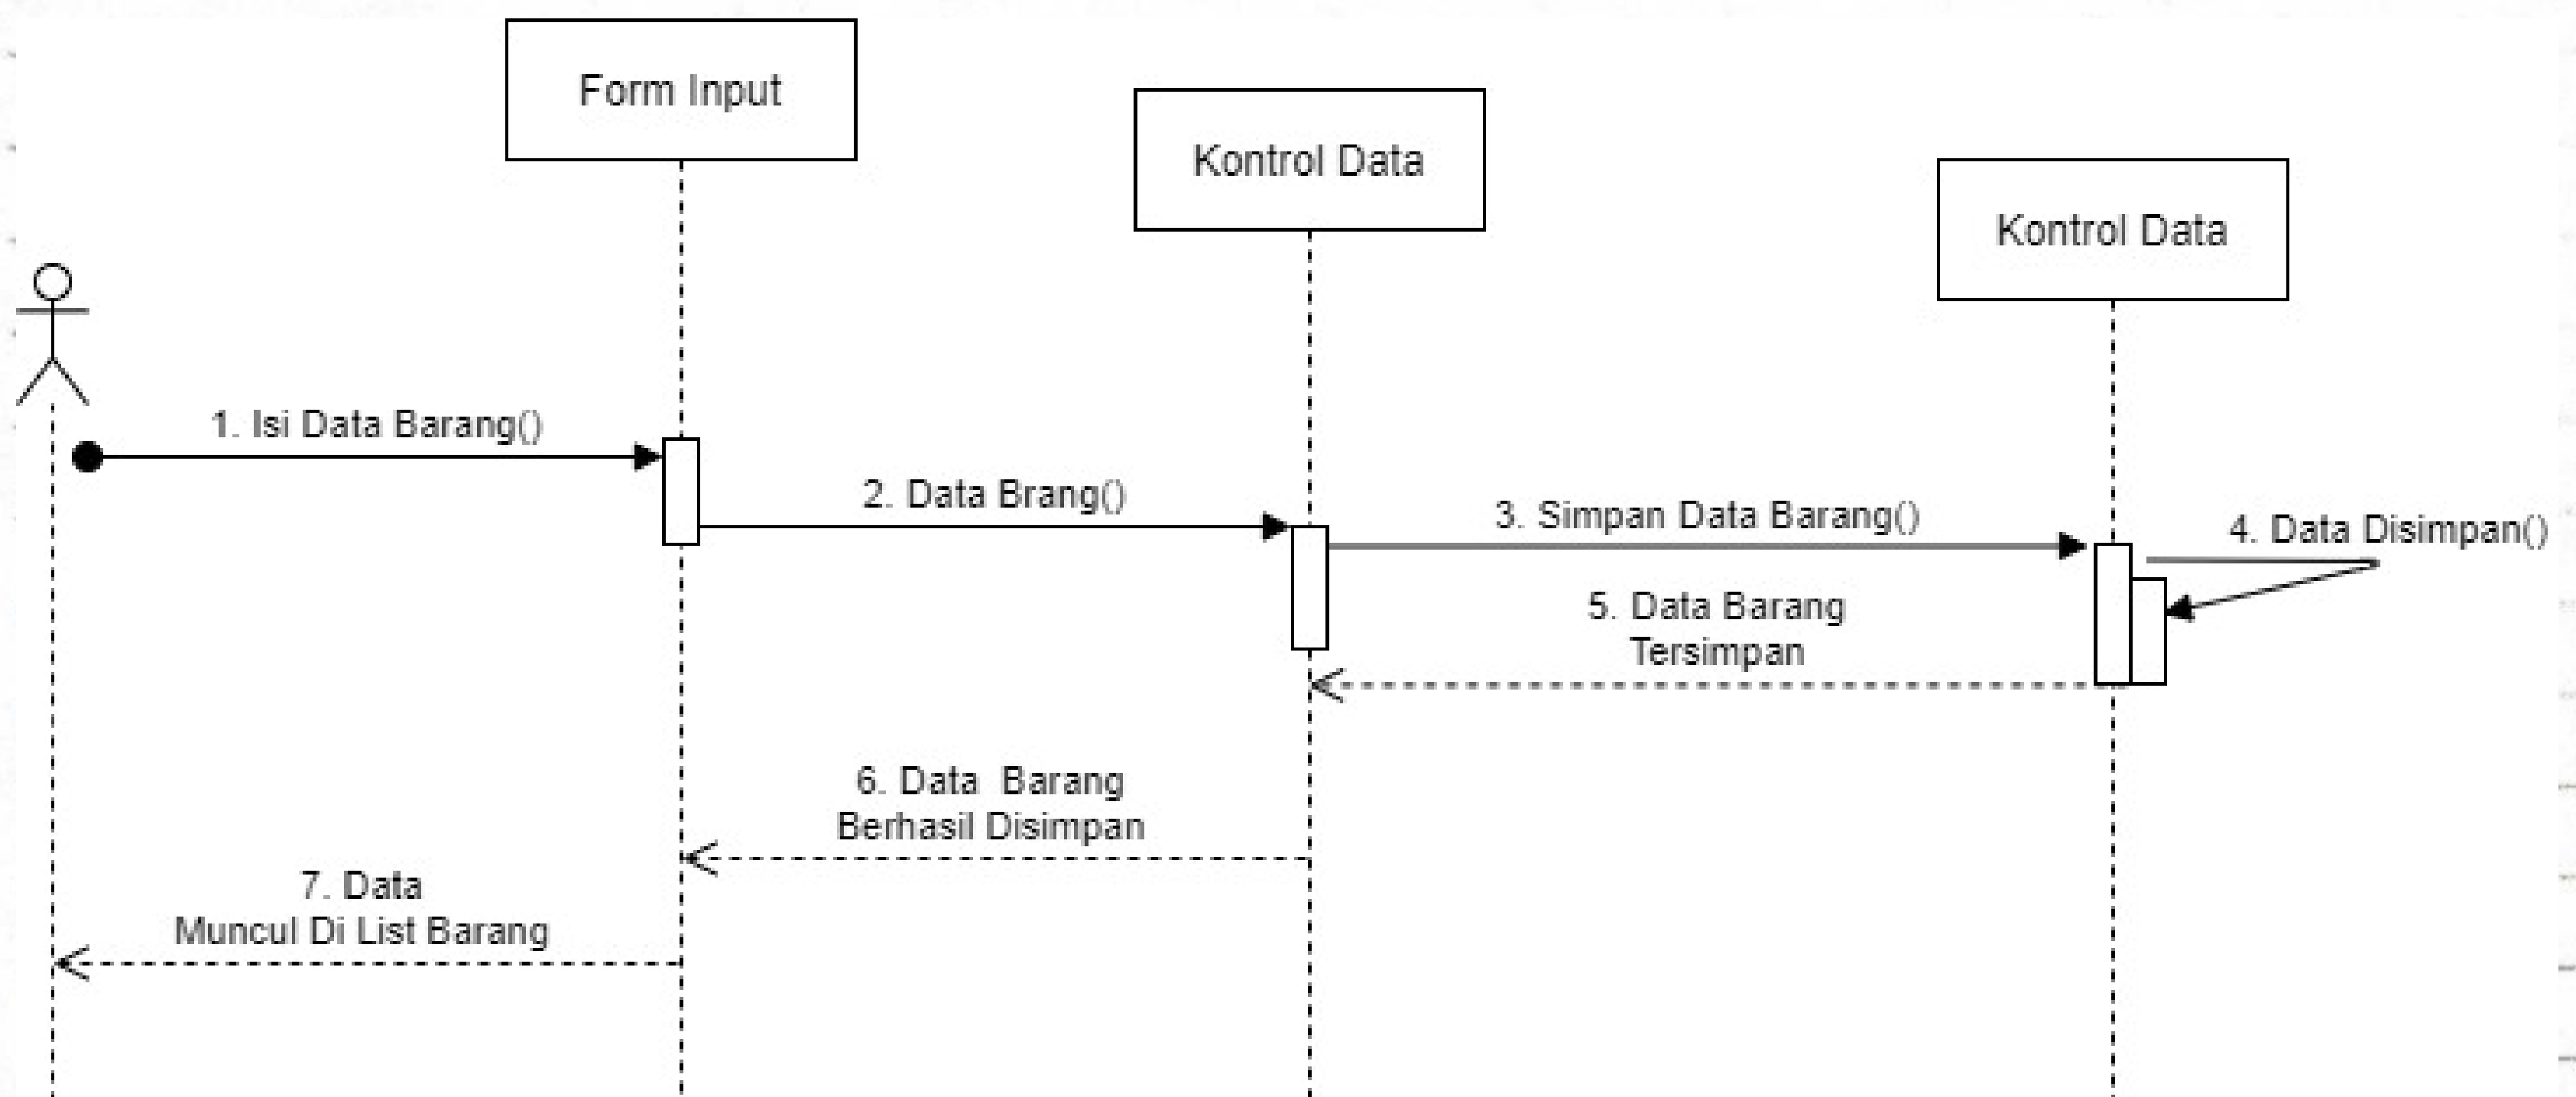 Form Input
Kontrol Data
Kontrol Data
1. Isi Data Barang()
2. Data Brang()
3. Simpan Data Barang()
4. Data Disimpan()
5. Data Barang
Tersimpan
6. Data  Barang
Berhasil Disimpan
7. Data
Muncul Di List Barang